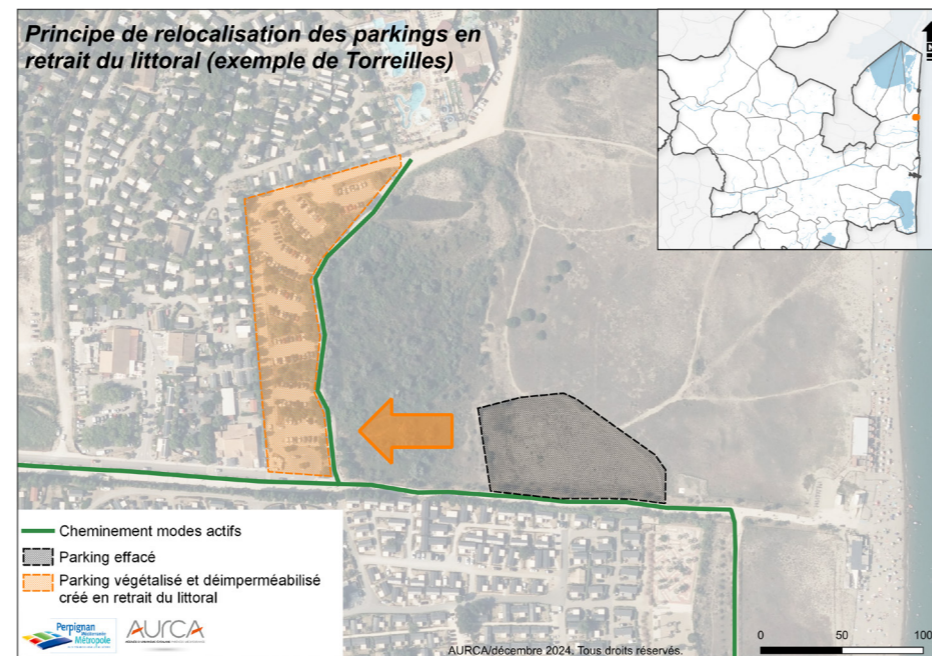 Principe de relocalisation des parkings en
retrait du littoral (exemple de Torreilles)
Cheminement modes actifs
Parking effacé
Parking végétalisé et déimperméabilisé
créé en retrait du littoral
Perpignan
Méditerranée
Métropole
AURCA
AURCA/décembre 2024. Tous droits réservés.
0 50 100